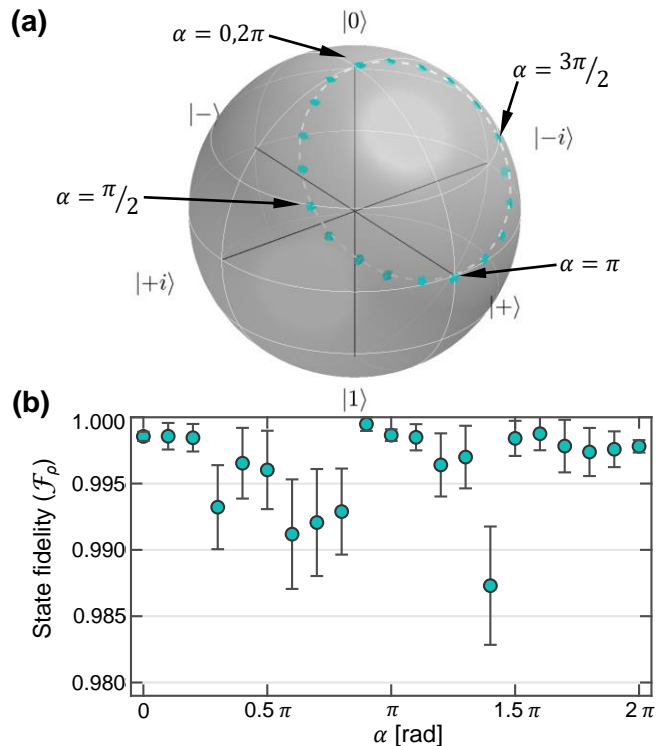 (a)
|0⟩
α = 0,2π
α = 3π/2
|−⟩
|−i⟩
α = π/2
α = π
|+i⟩
|+⟩
|1⟩
(b)
1.000
0.995
0.990
0.985
0.980
State fidelity (ℱρ)
0
0.5 π
π
1.5 π
2 π
α [rad]